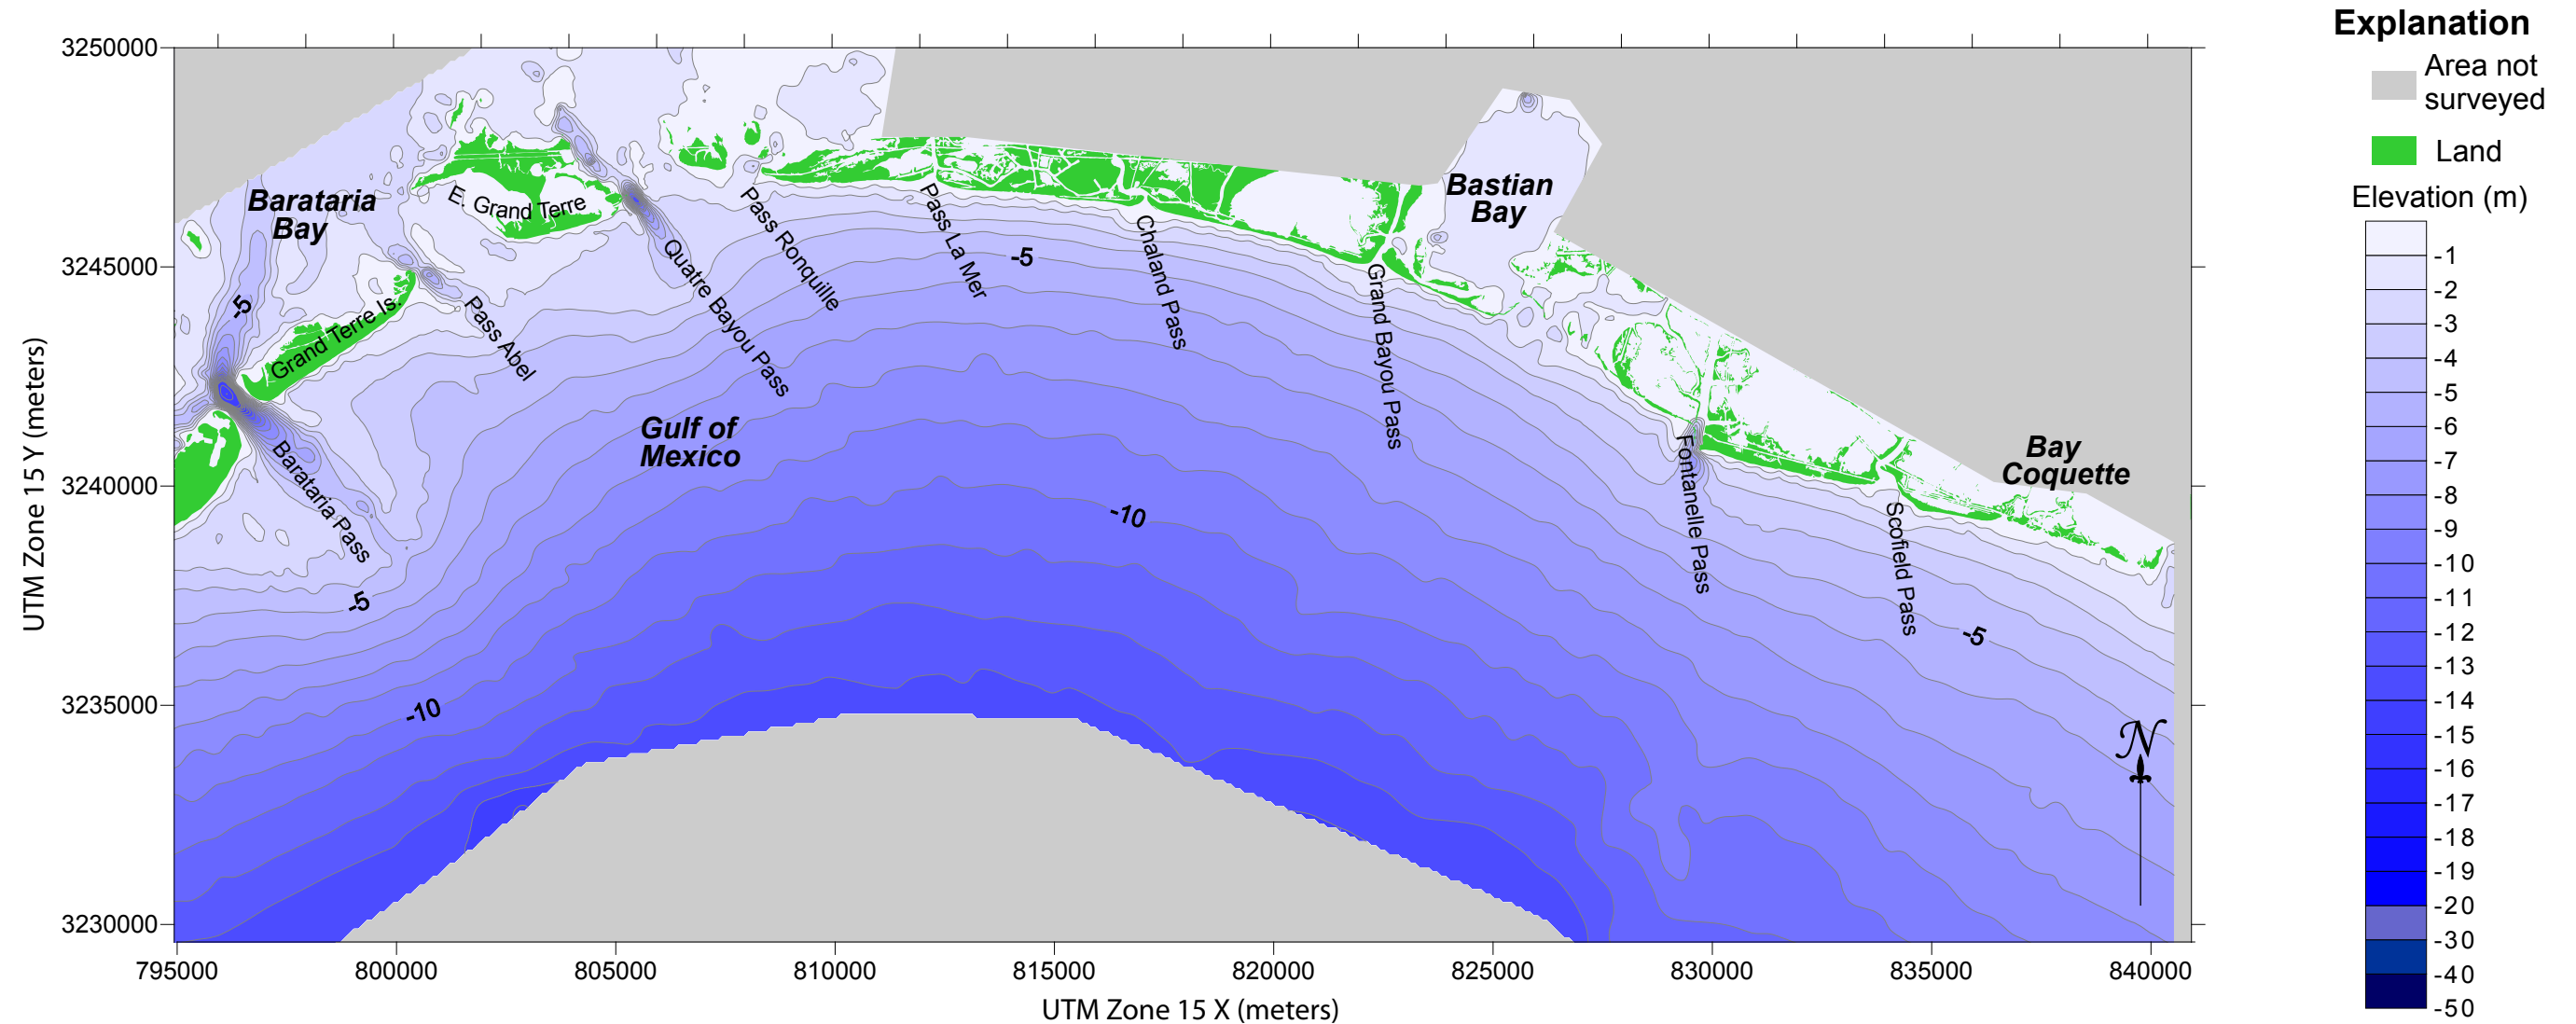 3250000
3245000
3240000
3235000
3230000
UTM Zone 15 Y (meters)
795000
800000
805000
810000
815000
820000
825000
830000
835000
840000
UTM Zone 15 X (meters)
Barataria
Bay
E. Grand Terre
Grand Terre Is.
-5
Barataria Pass
Pass Abel
Quatre Bayou Pass
Pass Ronquille
Pass La Mer
-5
Chaland Pass
Grand Bayou Pass
Bastian
Bay
Gulf of
Mexico
-10
Fontanelle Pass
Scofield Pass
Bay
Coquette
-5
-10
-5
N
Explanation
Area not
surveyed
Land
Elevation (m)
-1
-2
-3
-4
-5
-6
-7
-8
-9
-10
-11
-12
-13
-14
-15
-16
-17
-18
-19
-20
-30
-40
-50